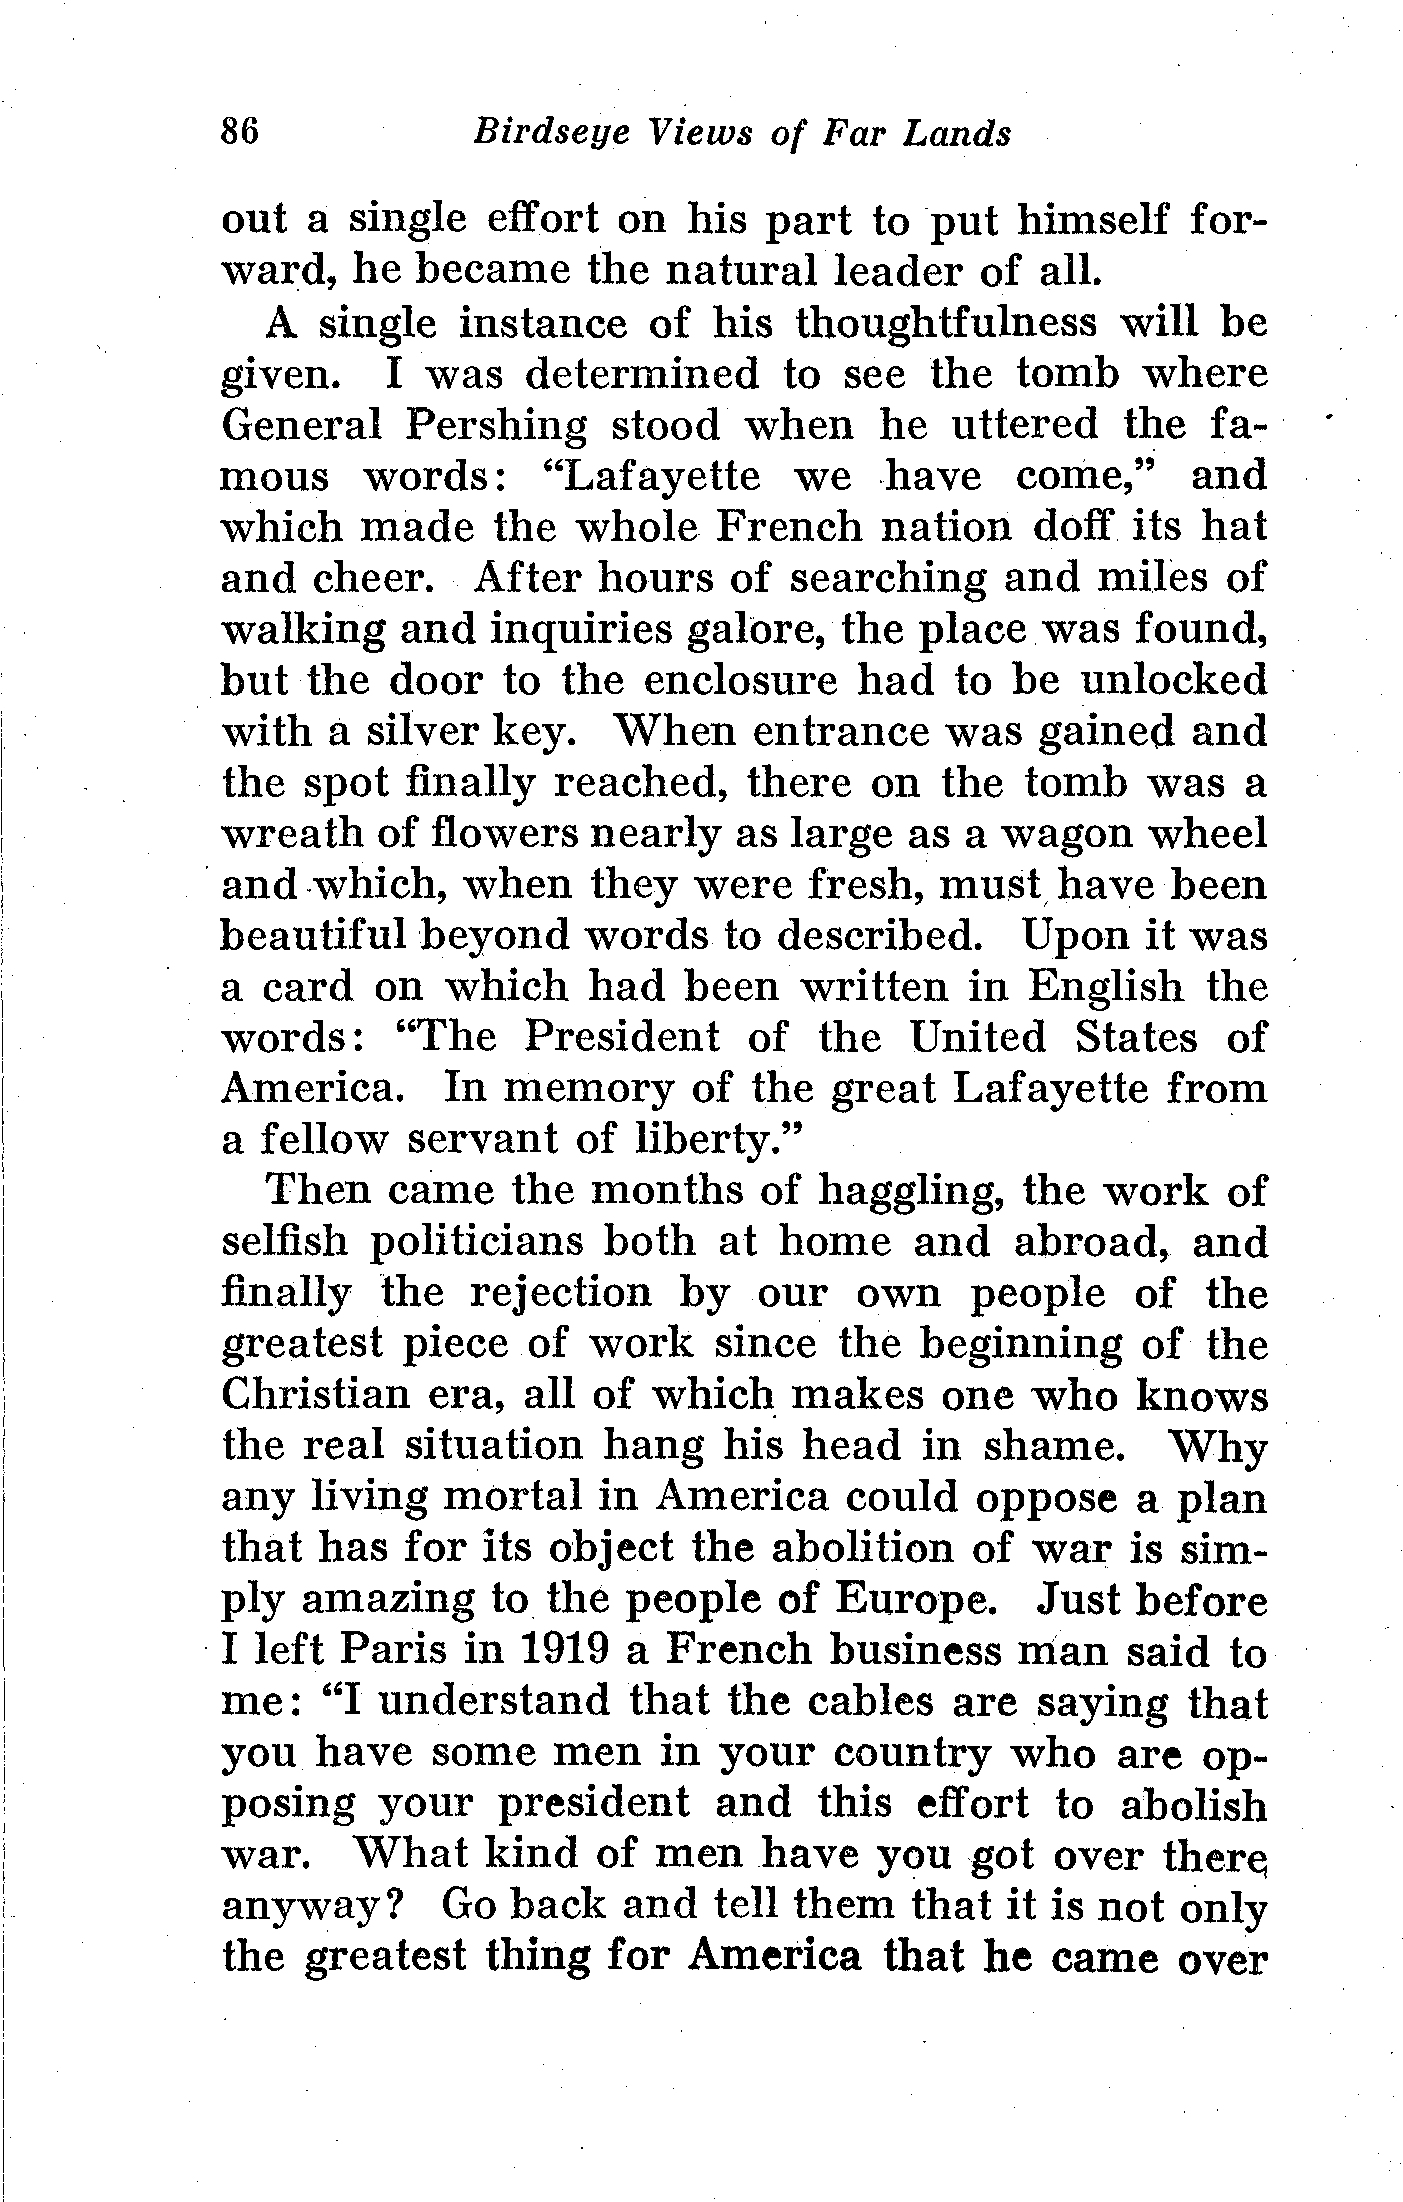 86 Birdseye Views of Far Lands
out a single effort on his part to put himself for-
ward, he became the natural leader of all.
A single instance of his thoughtfulness will be
given. I was determined to see the tomb where
General Pershing stood when he uttered the fa-
mous words: “Lafayette we have come,” and
which made the whole French nation doff its hat
and cheer. After hours of searching and miles of
walking and inquiries galore, the place was found,
but the door to the enclosure had to be unlocked
with a silver key. When entrance was gained and
the spot finally reached, there on the tomb was a
wreath of flowers nearly as large as a wagon wheel
and which, when they were fresh, must have been
beautiful beyond words to described. Upon it was
a card on which had been written in English the
words: “The President of the United States of
America. In memory of the great Lafayette from
a fellow servant of liberty.”
Then came the months of haggling, the work of
selfish politicians both at home and abroad, and
finally the rejection by our own people of the
greatest piece of work since the beginning of the
Christian era, all of which makes one who knows
the real situation hang his head in shame. Why
any living mortal in America could oppose a plan
that has for its object the abolition of war is sim-
ply amazing to the people of Europe. Just before
I left Paris in 1919 a French business man said to
me: “I understand that the cables are saying that
you have some men in your country who are op-
posing your president and this effort to abolish
war. What kind of men have you got over there,
anyway? Go back and tell them that it is not only
the greatest thing for America that he came over